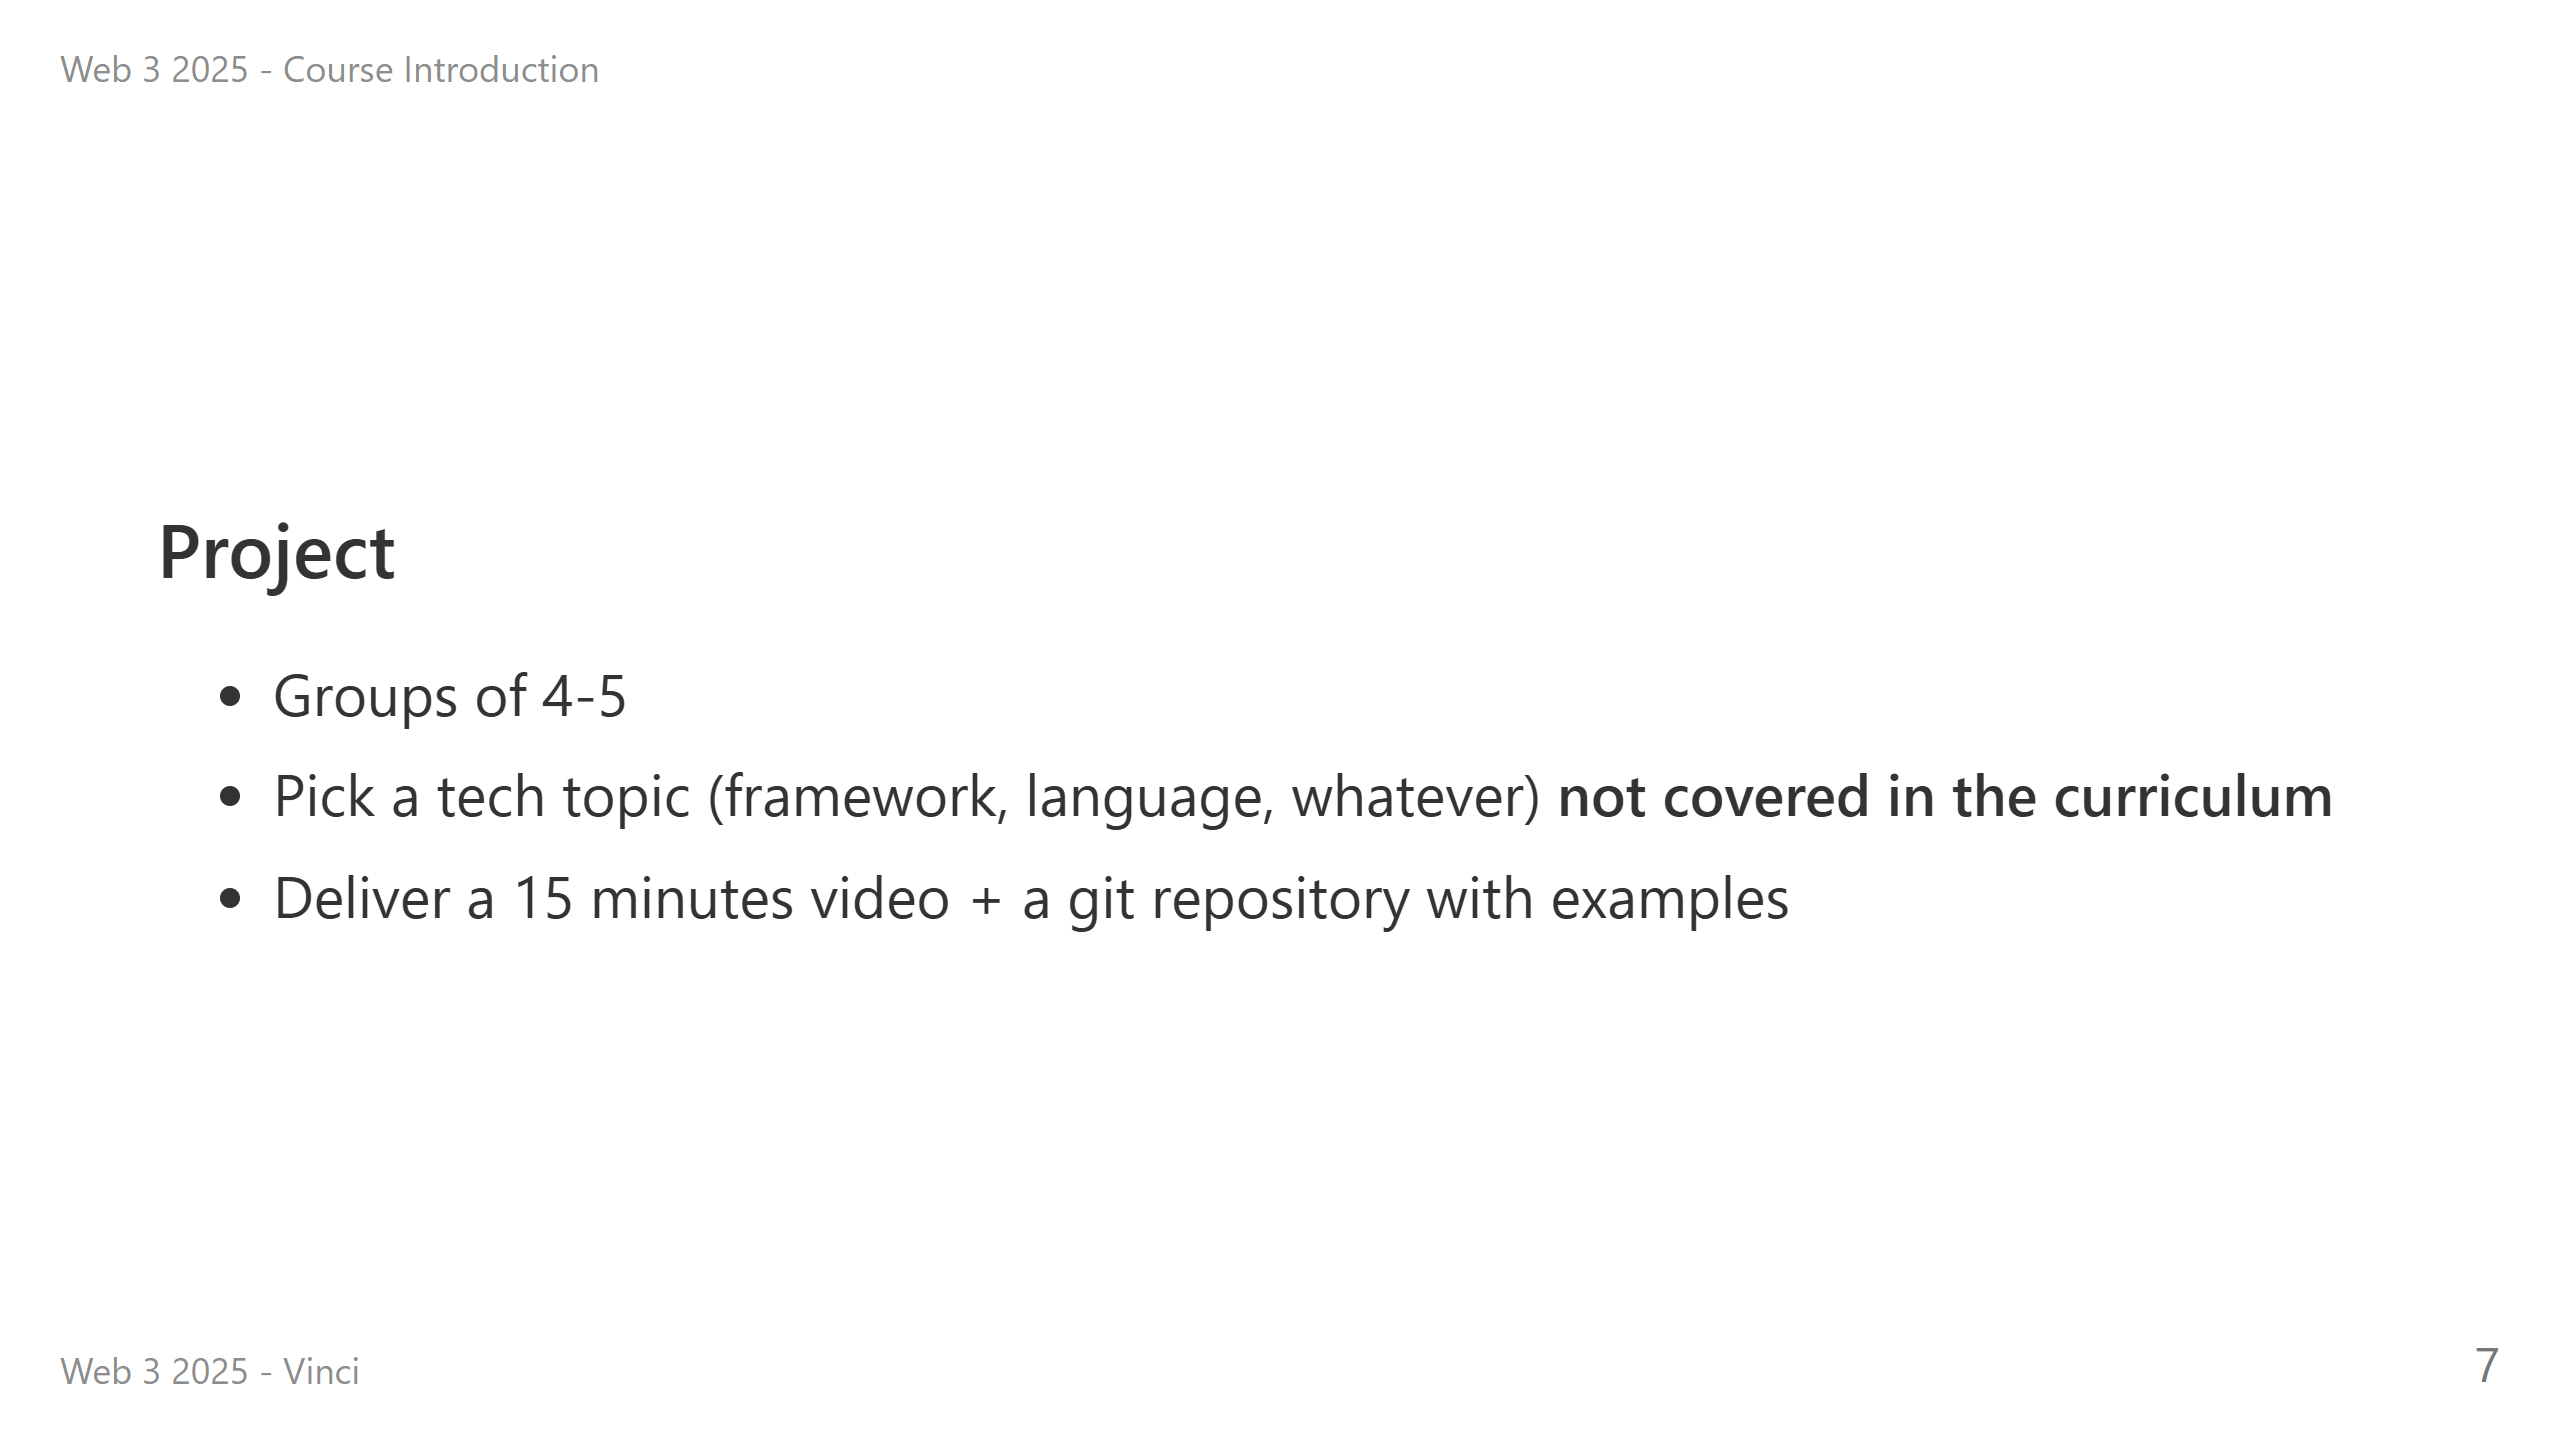 Web 3 2025 - Course Introduction
Project
• Groups of 4-5
• Pick a tech topic (framework, language, whatever) not covered in the curriculum
• Deliver a 15 minutes video + a git repository with examples
Web 3 2025 - Vinci
7